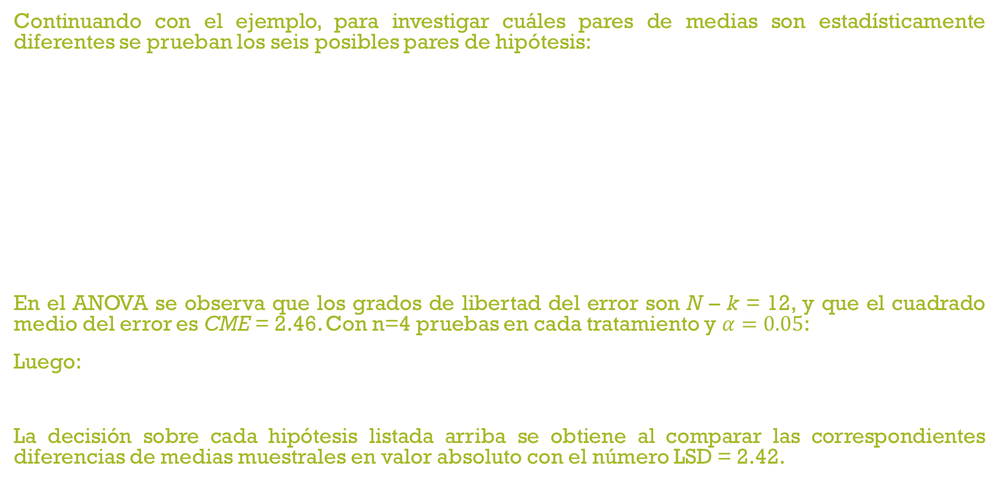 Continuando con el ejemplo, para investigar cuáles pares de medias son estadísticamente
diferentes se prueban los seis posibles pares de hipótesis:
En el ANOVA se observa que los grados de libertad del error son N – k = 12, y que el cuadrado
medio del error es CME = 2.46. Con n=4 pruebas en cada tratamiento y α = 0.05:
Luego:
La decisión sobre cada hipótesis listada arriba se obtiene al comparar las correspondientes
diferencias de medias muestrales en valor absoluto con el número LSD = 2.42.